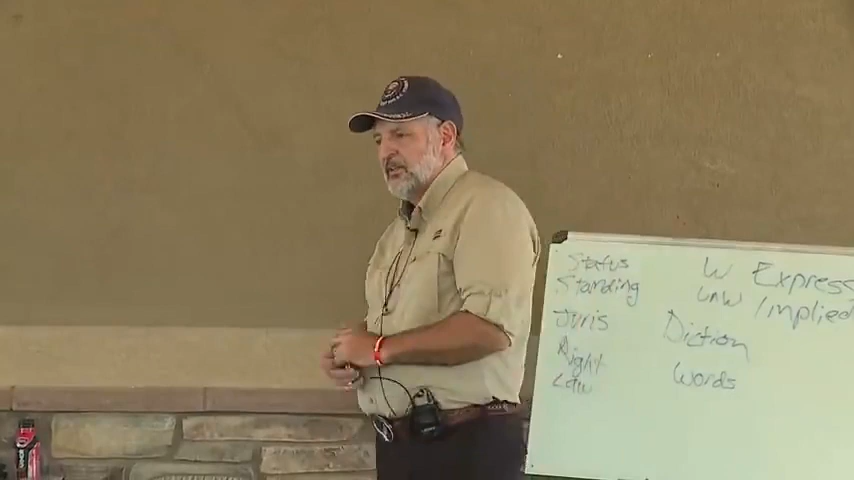 Status W Express
Standing UnW Implied
Juris Diction
Right Words
Law